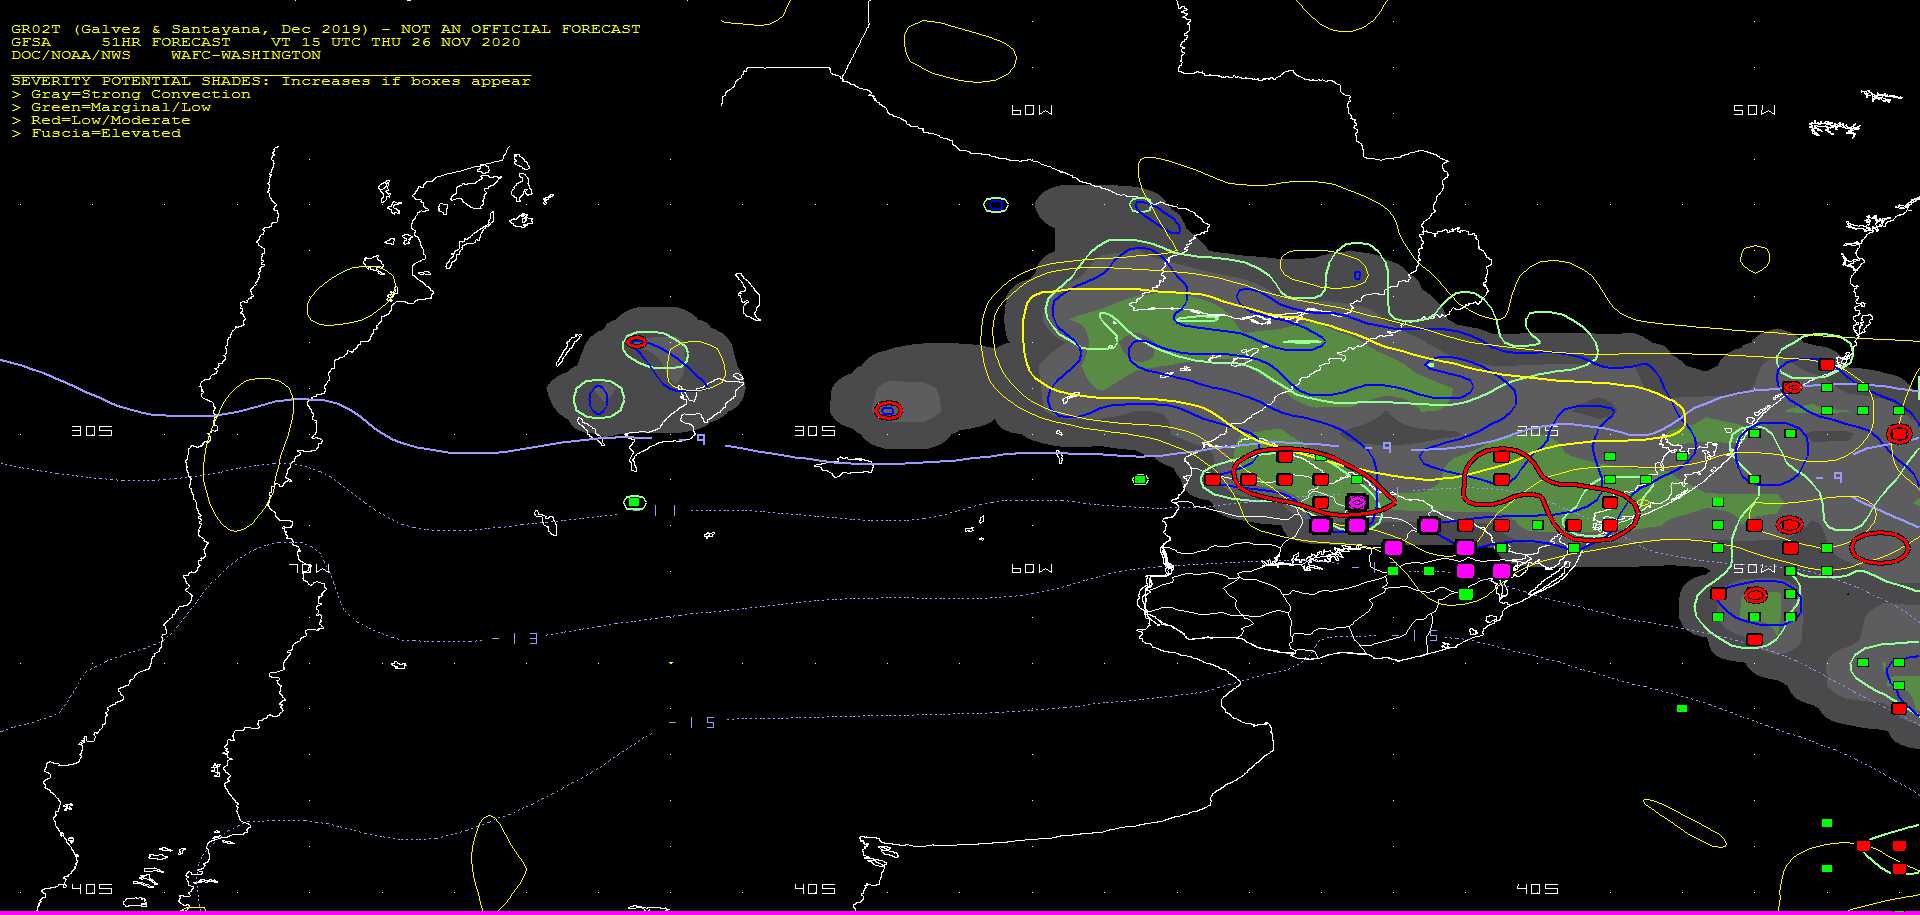 GR02T (Galvez & Santayana, Dec 2019) - NOT AN OFFICIAL FORECAST
GFSA 51HR FORECAST VT 15 UTC THU 26 NOV 2020
DOC/NOAA/NWS WAFC-WASHINGTON
SEVERITY POTENTIAL SHADES: Increases if boxes appear
> Gray=Strong Convection
> Green=Marginal/Low
> Red=Low/Moderate
> Fuscia=Elevated
60W 50W
30S -9 30S -9 30S
-9
-11
70W 60W 50W
-13 -15
-15
40S 40S 40S